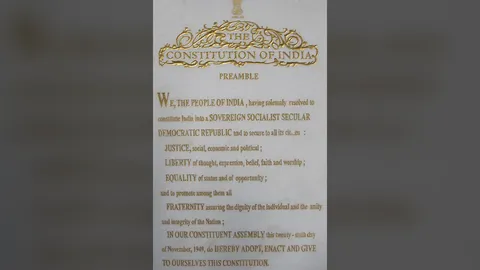 THE
CONSTITUTION OF INDIA
PREAMBLE
WE, THE PEOPLE OF INDIA, having solemnly resolved to
constitute India into a SOVEREIGN SOCIALIST SECULAR
DEMOCRATIC REPUBLIC and to secure to all its :
JUSTICE, social, economic and political ;
LIBERTY of thought, expression, belief, faith and worship ;
EQUALITY of status and of opportunity ;
and to promote among them all
FRATERNITY assuring the dignity of the individual and the unity
and integrity of the Nation ;
IN OUR CONSTITUENT ASSEMBLY this twenty-sixth day
of November, 1949, do HEREBY ADOPT, ENACT AND GIVE
TO OURSELVES THIS CONSTITUTION.